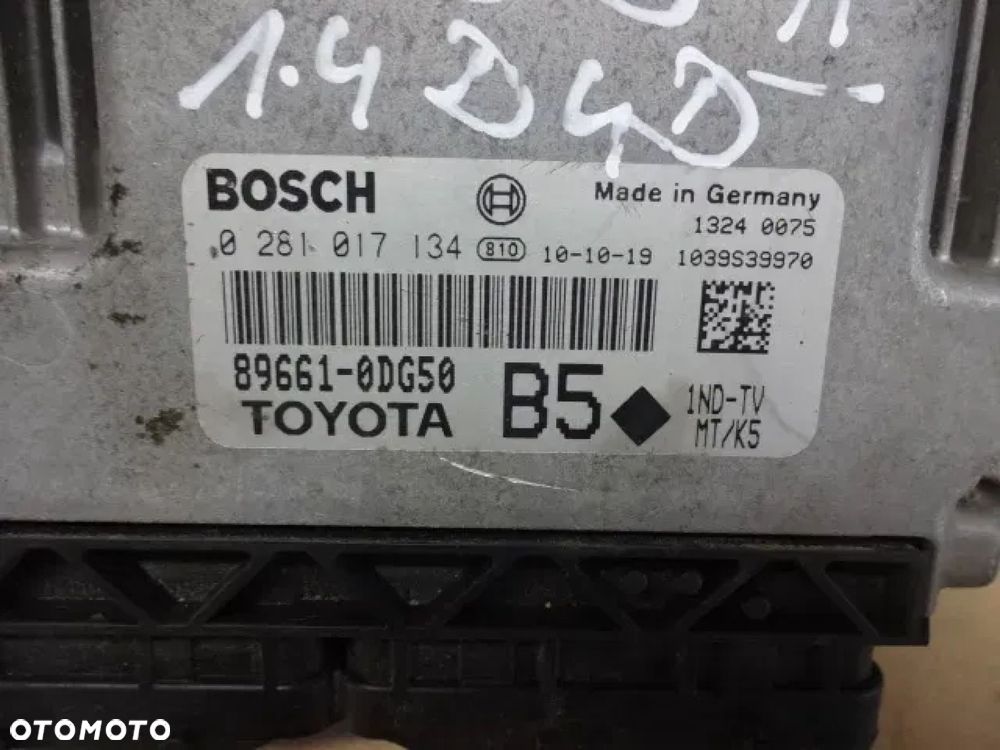 1.4 D4D
BOSCH Made in Germany
1324 0075
0 281 017 134 810 10-10-19 1039S39970
89661-0DG50 B5 1ND-TV
TOYOTA MT/K5
OTOMOTO